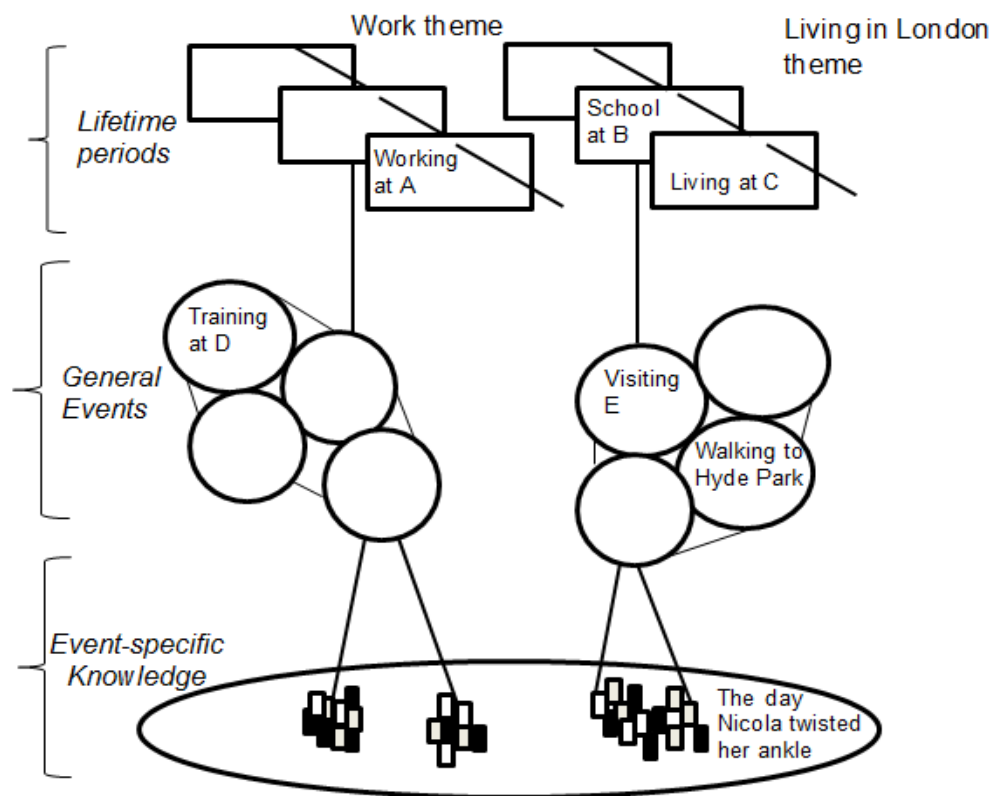 Work theme
Living in London
theme
Lifetime
periods
School
at B
Working
at A
Living at C
General
Events
Training
at D
Visiting
E
Walking to
Hyde Park
Event-specific
Knowledge
The day
Nicola twisted
her ankle